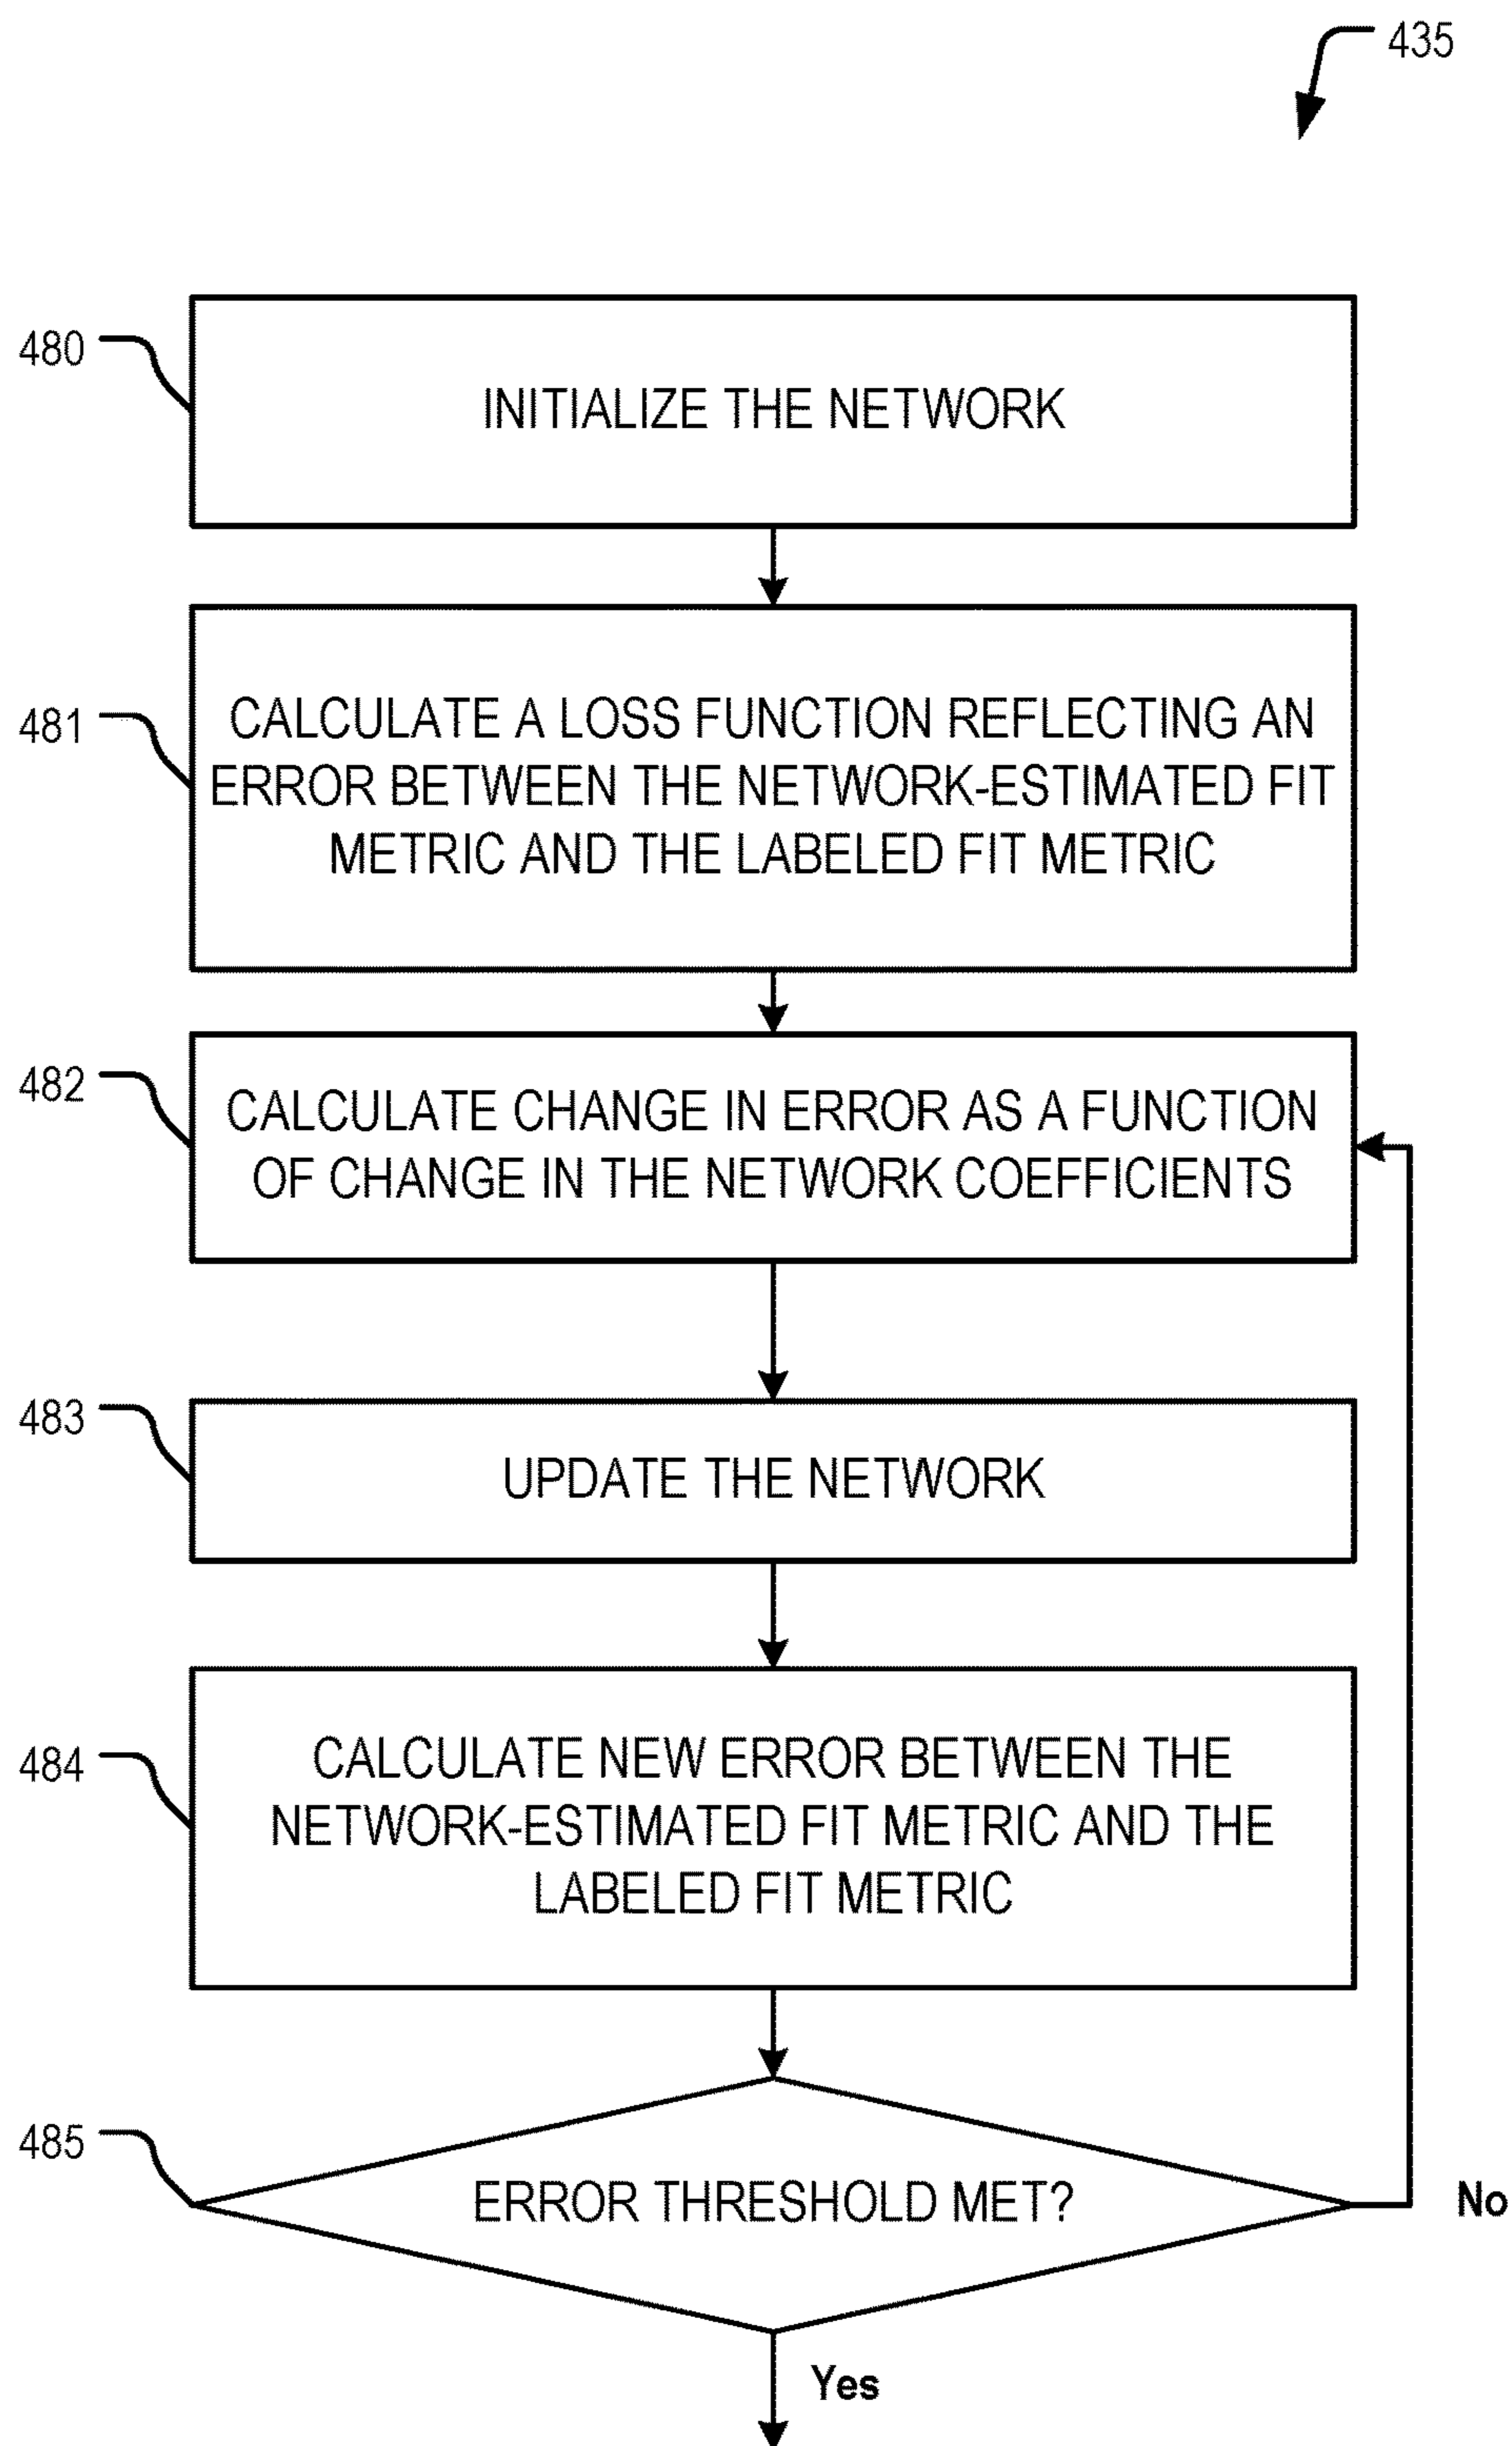 435
480
INITIALIZE THE NETWORK
481
CALCULATE A LOSS FUNCTION REFLECTING AN
ERROR BETWEEN THE NETWORK-ESTIMATED FIT
METRIC AND THE LABELED FIT METRIC
482
CALCULATE CHANGE IN ERROR AS A FUNCTION
OF CHANGE IN THE NETWORK COEFFICIENTS
483
UPDATE THE NETWORK
484
CALCULATE NEW ERROR BETWEEN THE
NETWORK-ESTIMATED FIT METRIC AND THE
LABELED FIT METRIC
485
ERROR THRESHOLD MET?
No
Yes